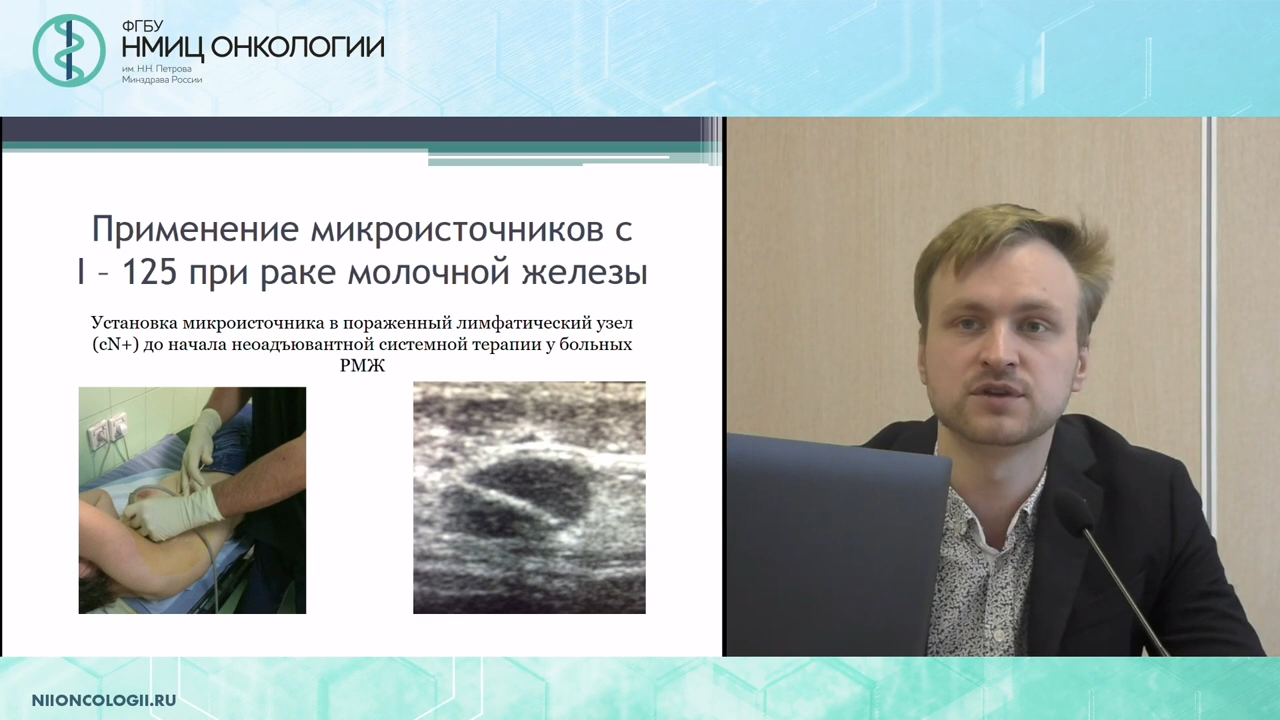 ФГБУ
НМИЦ ОНКОЛОГИИ
им. Н.Н. Петрова
Минздрава России
Применение микроисточников с
I – 125 при раке молочной железы
Установка микроисточника в пораженный лимфатический узел
(cN+) до начала неоадъювантной системной терапии у больных
РМЖ
NIIONCOLOGII.RU